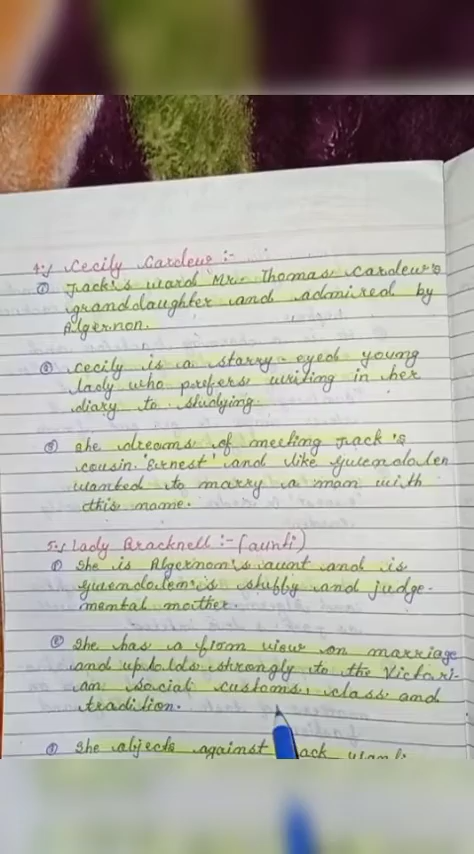 4.) Cecily Cardew :-
① Jack's ward Mr. Thomas Cardew's
granddaughter and admired by
Algernon.
② Cecily is a starry-eyed young
lady who prefers writing in her
diary to studying.
③ She dreams of meeting Jack's
cousin 'Ernest' and like Gwendolen
wanted to marry a man with
this name.
5.) Lady Bracknell :- (aunti)
① She is Algernon's aunt and is
Gwendolen's stubby and judge-
mental mother.
② She has a firm view on marriage
and upholds strongly to the Victori-
an social customs, class and
tradition.
③ She objects against Jack